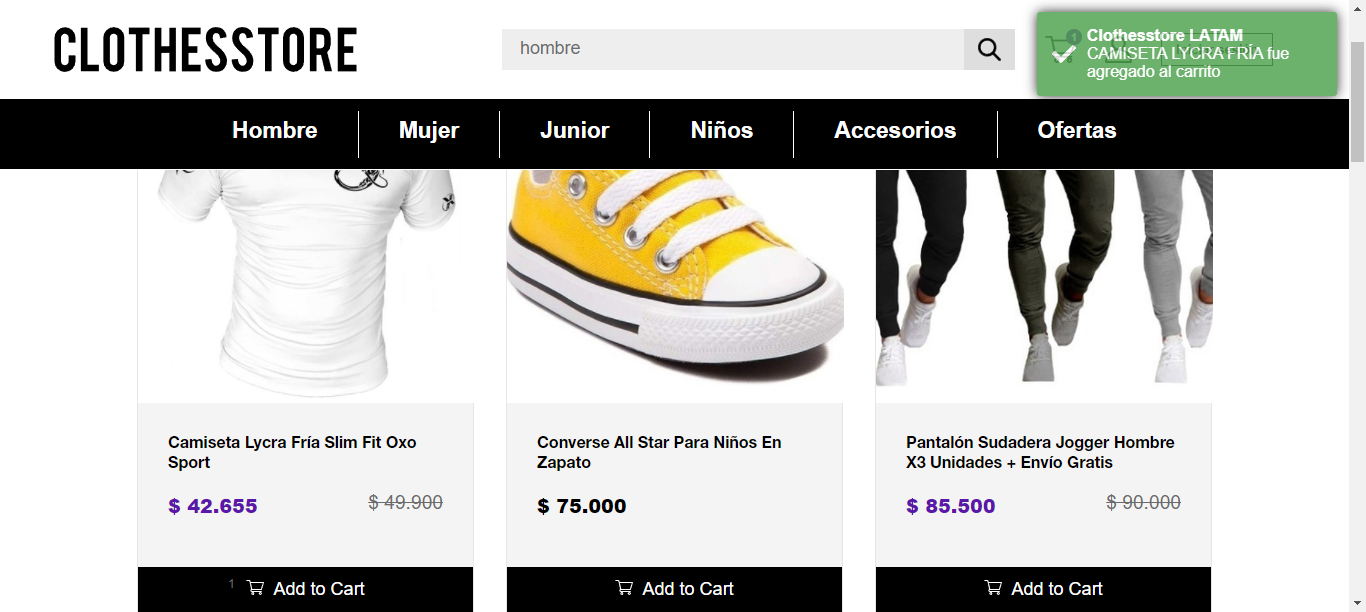 CLOTHESSTORE
hombre
1
Clothesstore LATAM
CAMISETA LYCRA FRÍA fue
agregado al carrito
Hombre
Mujer
Junior
Niños
Accesorios
Ofertas
Camiseta Lycra Fría Slim Fit Oxo
Sport
$ 42.655
$ 49.900
Converse All Star Para Niños En
Zapato
$ 75.000
Pantalón Sudadera Jogger Hombre
X3 Unidades + Envío Gratis
$ 85.500
$ 90.000
1
Add to Cart
Add to Cart
Add to Cart